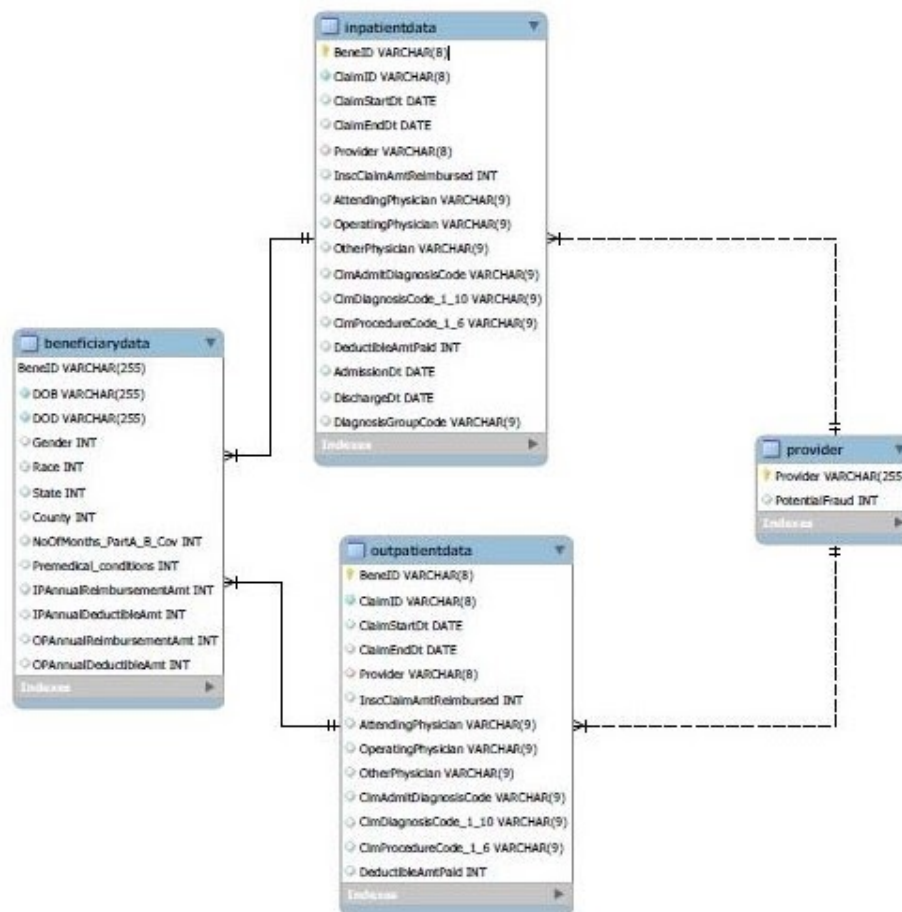 inpatientdata
BeneID VARCHAR(8)
ClaimID VARCHAR(8)
ClaimStartDt DATE
ClaimEndDt DATE
Provider VARCHAR(8)
InscClaimAmtReimbursed INT
AttendingPhysician VARCHAR(9)
OperatingPhysician VARCHAR(9)
OtherPhysician VARCHAR(9)
ClmAdmitDiagnosisCode VARCHAR(9)
ClmDiagnosisCode_1_10 VARCHAR(9)
ClmProcedureCode_1_6 VARCHAR(9)
DeductibleAmtPaid INT
AdmissionDt DATE
DischargeDt DATE
DiagnosisGroupCode VARCHAR(9)
Indexes
beneficiarydata
BeneID VARCHAR(255)
DOB VARCHAR(255)
DOD VARCHAR(255)
Gender INT
Race INT
State INT
County INT
NoOfMonths_PartA_B_Cov INT
Premedical_conditions INT
IPAnnualReimbursementAmt INT
IPAnnualDeductibleAmt INT
OPAnnualReimbursementAmt INT
OPAnnualDeductibleAmt INT
Indexes
provider
Provider VARCHAR(255
PotentialFraud INT
Indexes
outpatientdata
BeneID VARCHAR(8)
ClaimID VARCHAR(8)
ClaimStartDt DATE
ClaimEndDt DATE
Provider VARCHAR(8)
InscClaimAmtReimbursed INT
AttendingPhysician VARCHAR(9)
OperatingPhysician VARCHAR(9)
OtherPhysician VARCHAR(9)
ClmAdmitDiagnosisCode VARCHAR(9)
ClmDiagnosisCode_1_10 VARCHAR(9)
ClmProcedureCode_1_6 VARCHAR(9)
DeductibleAmtPaid INT
Indexes